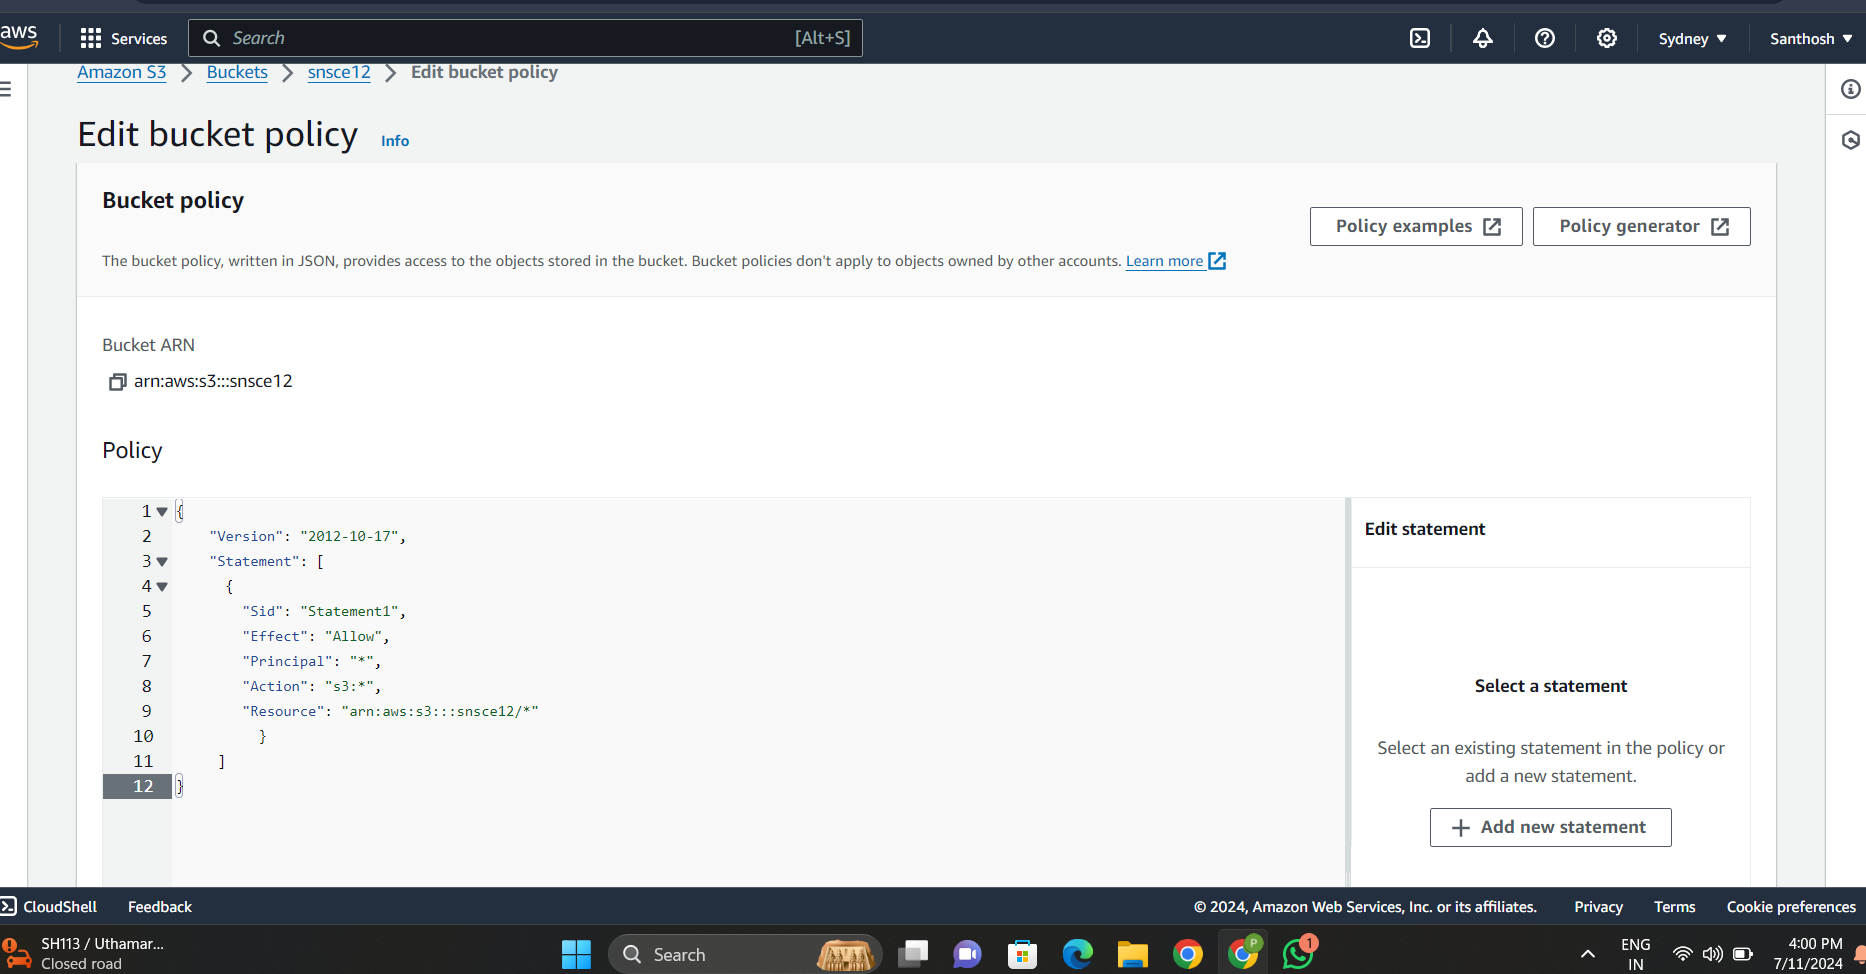 aws
Services
Search
[Alt+S]
Sydney
Santhosh
Amazon S3 > Buckets > snsce12 > Edit bucket policy
Edit bucket policy
Info
Bucket policy
Policy examples
Policy generator
The bucket policy, written in JSON, provides access to the objects stored in the bucket. Bucket policies don't apply to objects owned by other accounts. Learn more
Bucket ARN
arn:aws:s3:::snsce12
Policy
1 {
2 "Version": "2012-10-17",
3 "Statement": [
4 {
5 "Sid": "Statement1",
6 "Effect": "Allow",
7 "Principal": "*",
8 "Action": "s3:*",
9 "Resource": "arn:aws:s3:::snsce12/*"
10 }
11 ]
12 }
Edit statement
Select a statement
Select an existing statement in the policy or
add a new statement.
+ Add new statement
CloudShell
Feedback
© 2024, Amazon Web Services, Inc. or its affiliates.
Privacy
Terms
Cookie preferences
SH113 / Uthamar...
Closed road
Search
P
1
ENG
IN
4:00 PM
7/11/2024